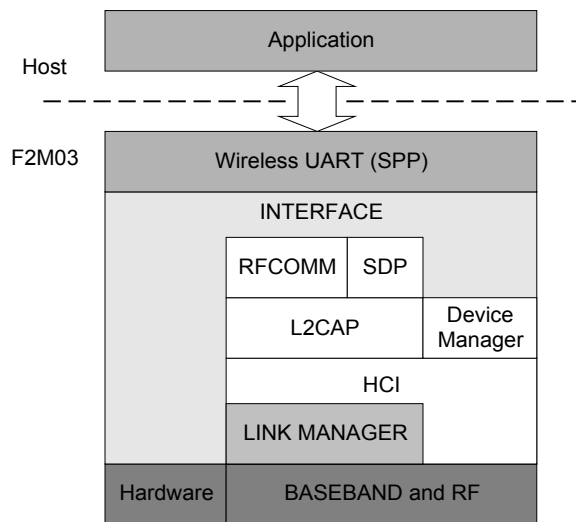 Application
Host
F2M03
Wireless UART (SPP)
INTERFACE
RFCOMM
SDP
L2CAP
Device
Manager
HCI
LINK MANAGER
Hardware
BASEBAND and RF